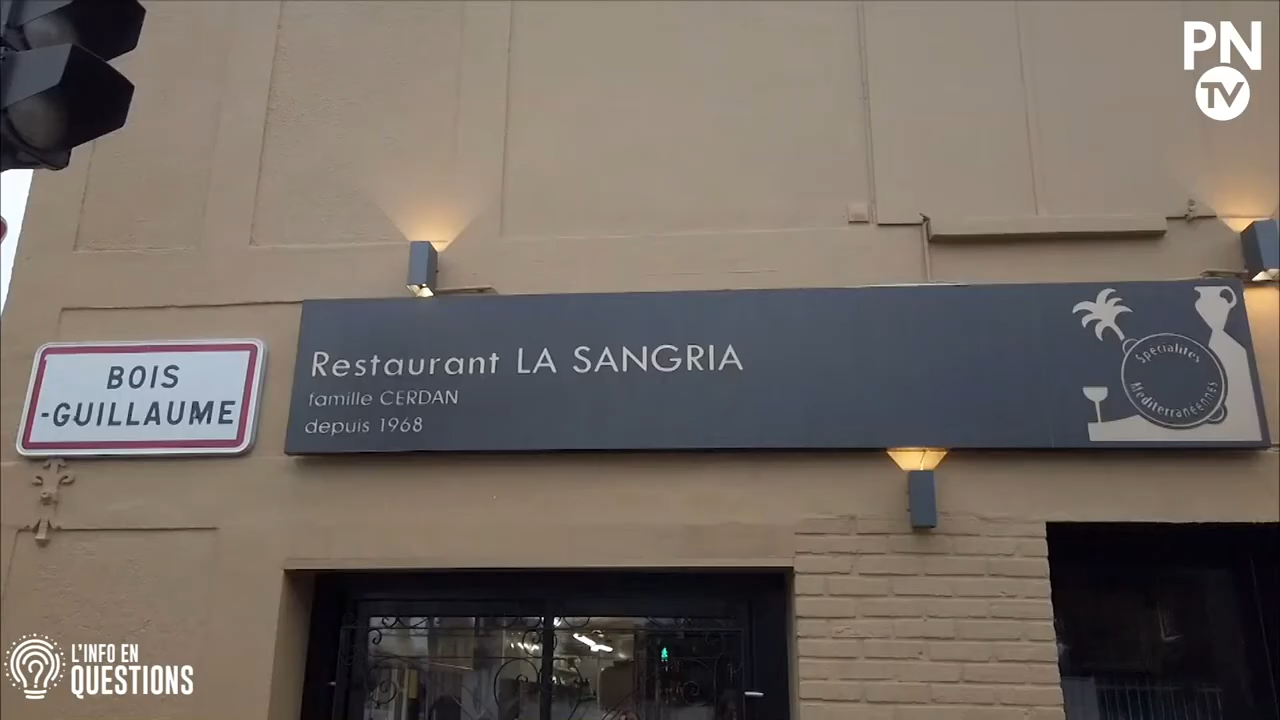 PN
TV
BOIS
-GUILLAUME
Restaurant LA SANGRIA
famille CERDAN
depuis 1968
Spécialités
Méditerranéennes
L'INFO EN
QUESTIONS